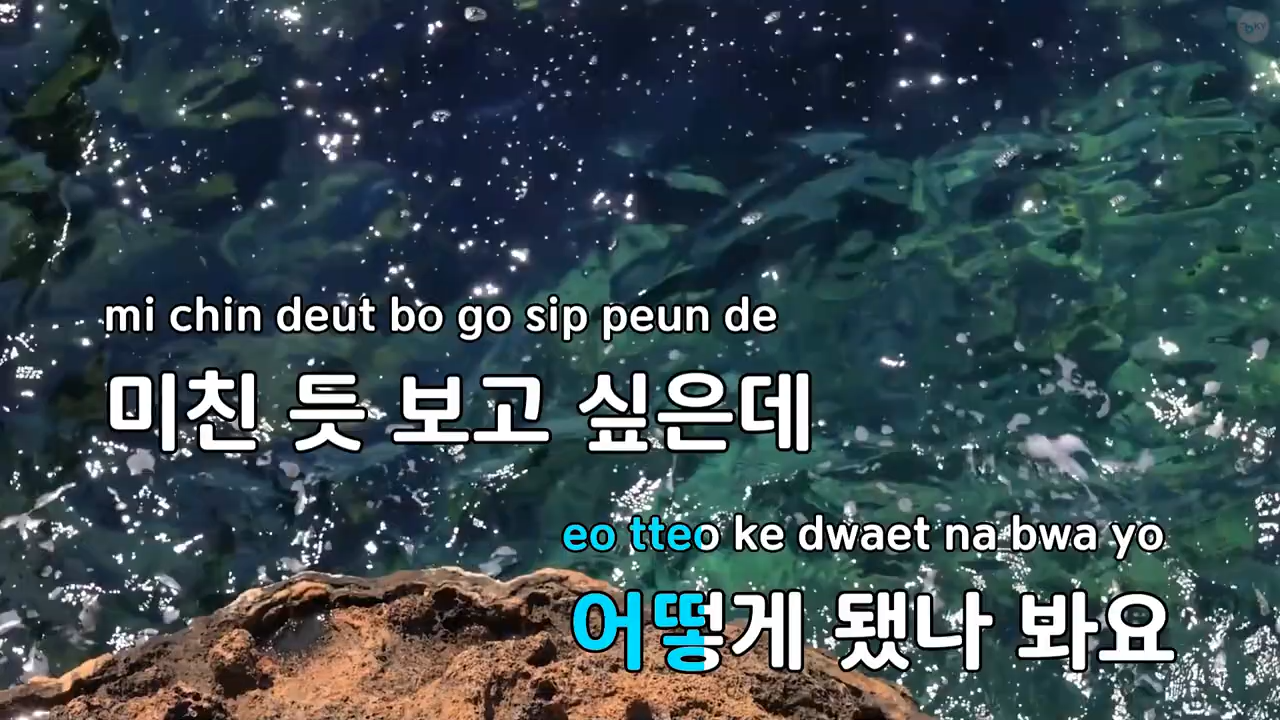 mi chin deut bo go sip peun de
미친 듯 보고 싶은데
eo tteo ke dwaet na bwa yo
어떻게 됐나 봐요